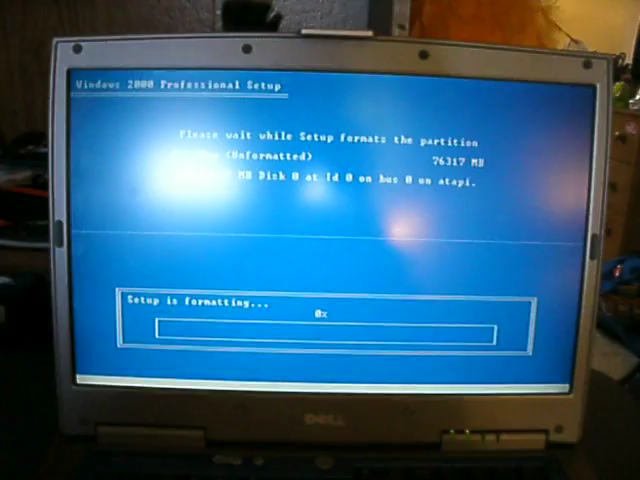 Windows 2000 Professional Setup
Please wait while Setup formats the partition
(Unformatted) 76317 MB
MB Disk 0 at Id 0 on bus 0 on atapi.
Setup is formatting...
0%
DELL